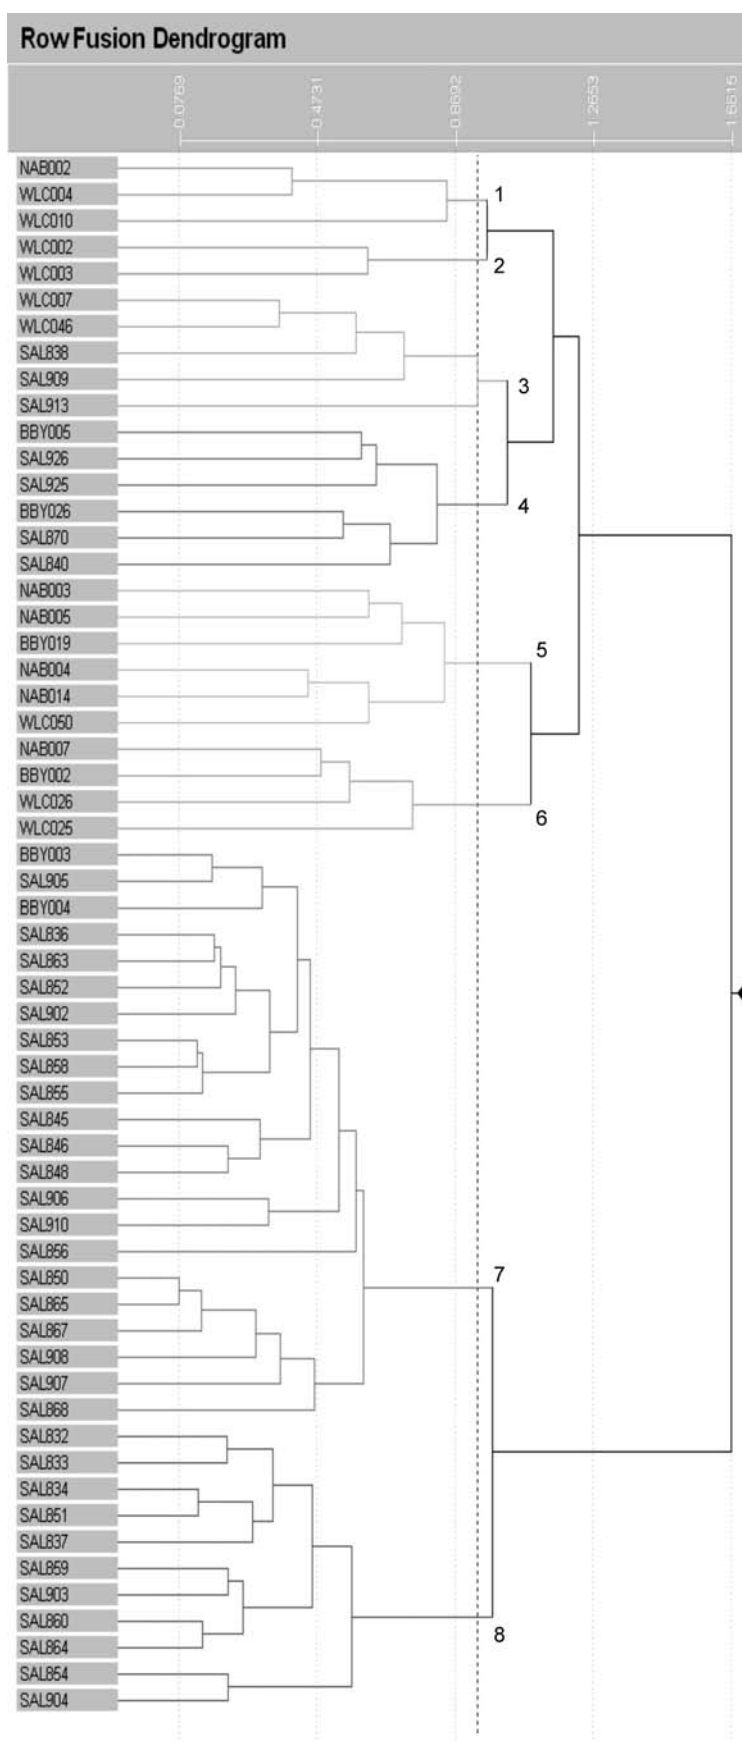 Row Fusion Dendrogram
0.0769 0.4731 0.8692 1.2653 1.6615
NAB002
WLC004 1
WLC010
WLC002
WLC003 2
WLC007
WLC046
SAL838
SAL909 3
SAL913
BBY005
SAL926
SAL925
BBY026 4
SAL870
SAL840
NAB003
NAB005
BBY019 5
NAB004
NAB014
WLC050
NAB007
BBY002
WLC026
WLC025 6
BBY003
SAL905
BBY004
SAL836
SAL863
SAL852
SAL902
SAL853
SAL858
SAL855
SAL845
SAL846
SAL848
SAL906
SAL910
SAL856
SAL850 7
SAL865
SAL867
SAL908
SAL907
SAL868
SAL832
SAL833
SAL834
SAL851
SAL837
SAL859
SAL903
SAL860
SAL864 8
SAL854
SAL904